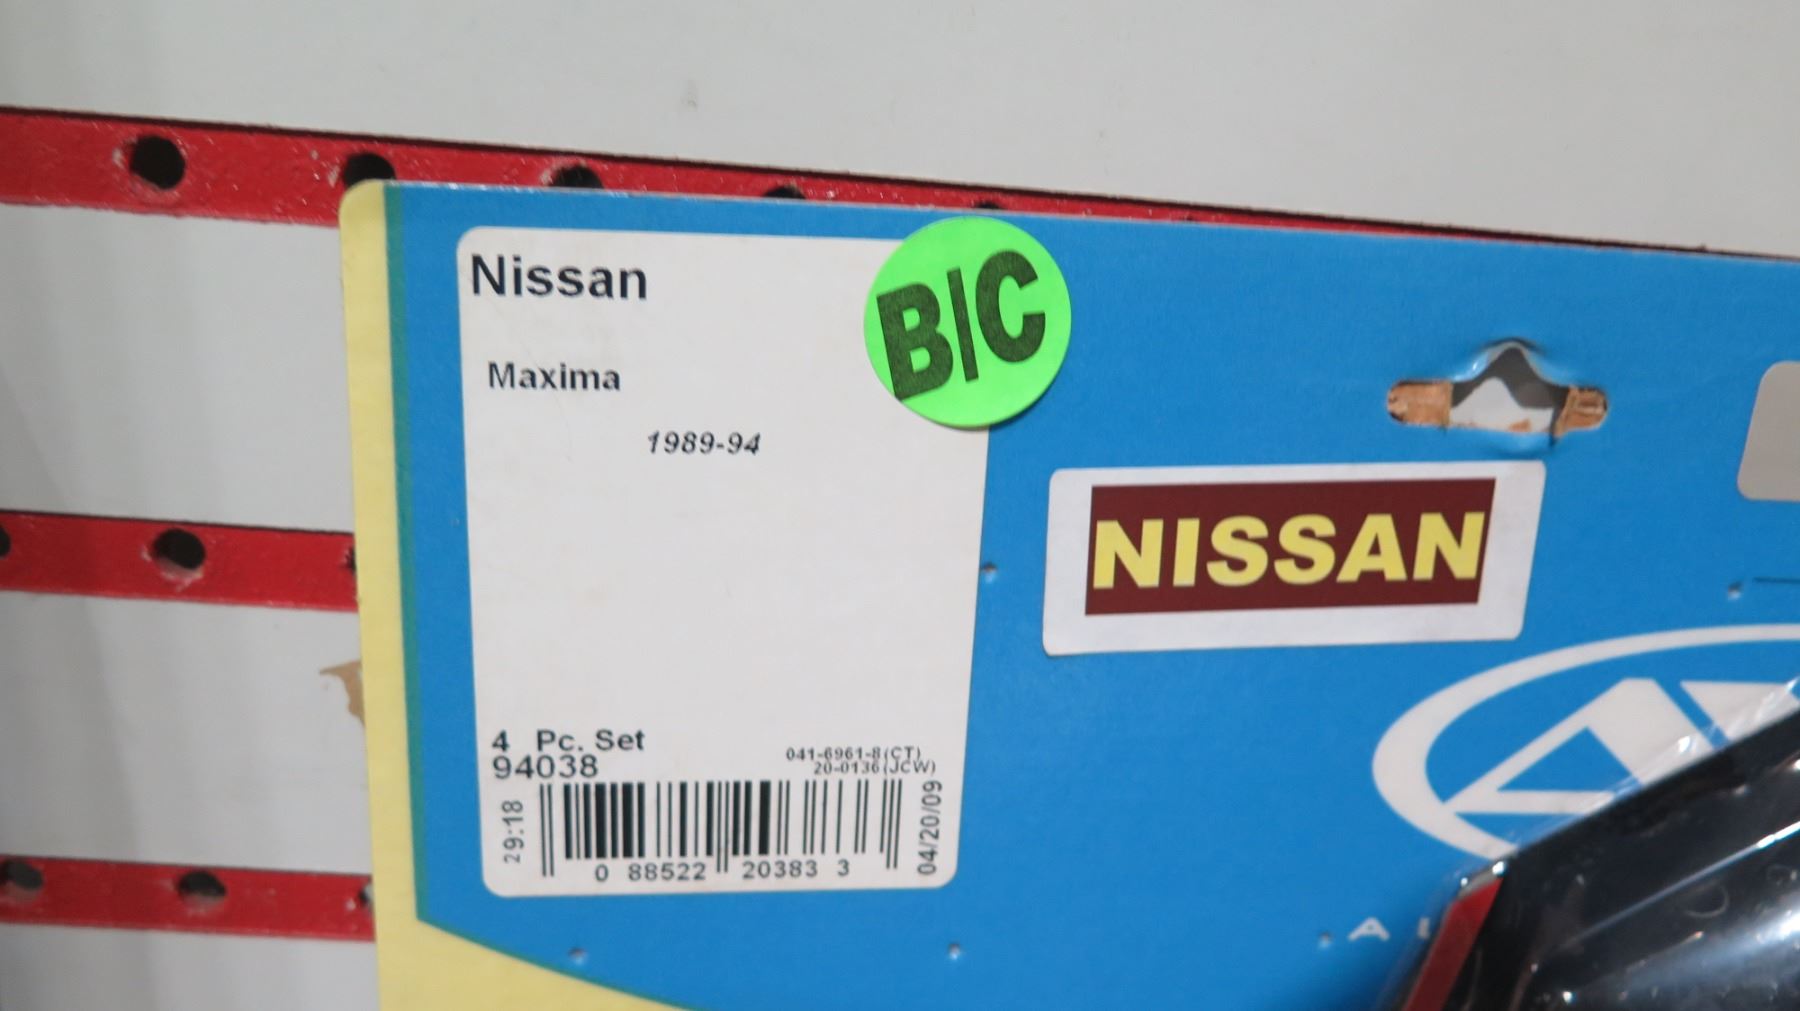 Nissan
B/C
Maxima
1989-94
NISSAN
4 Pc. Set
94038
041-6961-8(CT)
20-0136(JCW)
29:18
04/20/09
0 88522 20383 3
A